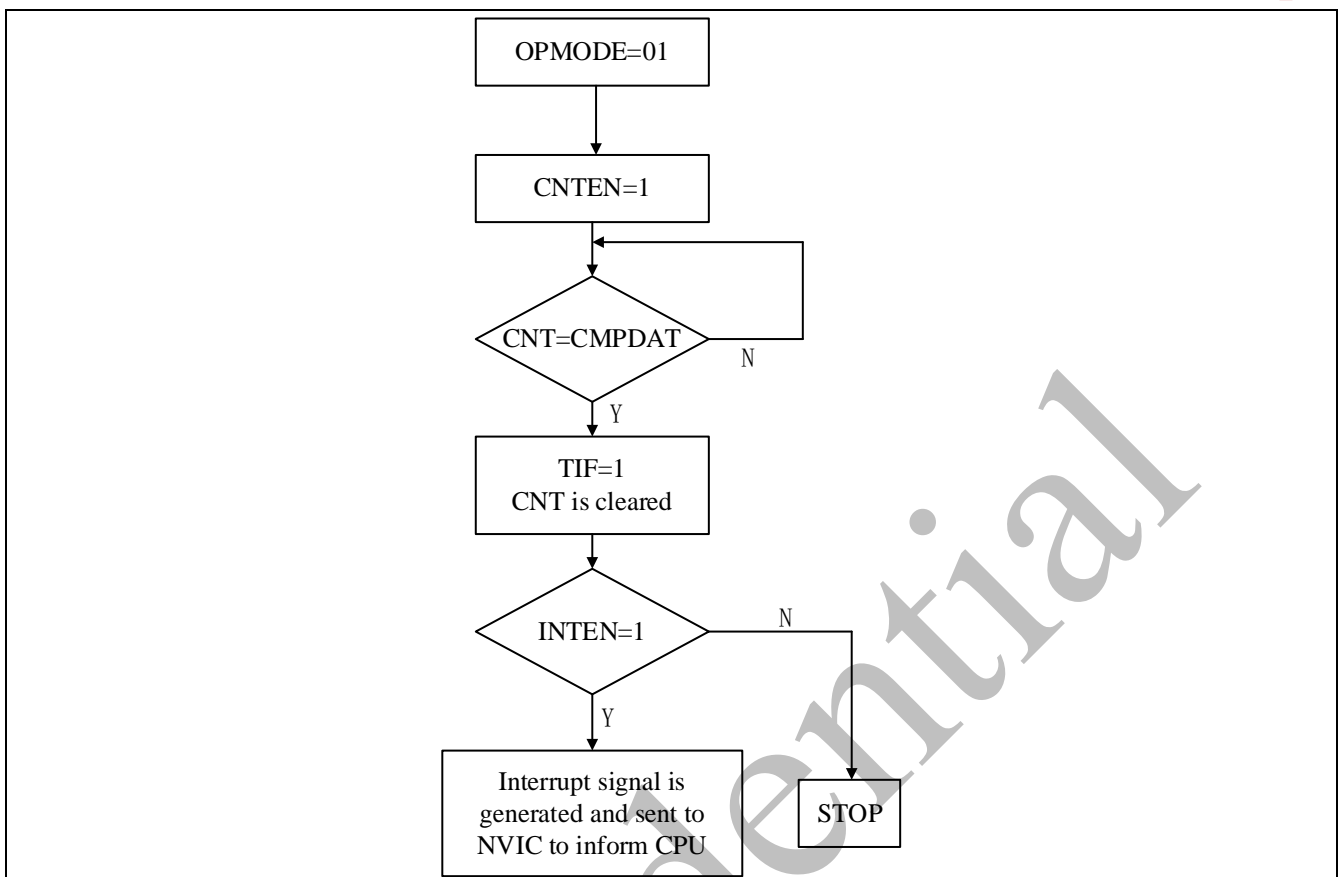 OPMODE=01
CNTEN=1
CNT=CMPDAT
N
Y
TIF=1
CNT is cleared
INTEN=1
N
Y
Interrupt signal is
generated and sent to
NVIC to inform CPU
STOP
dential